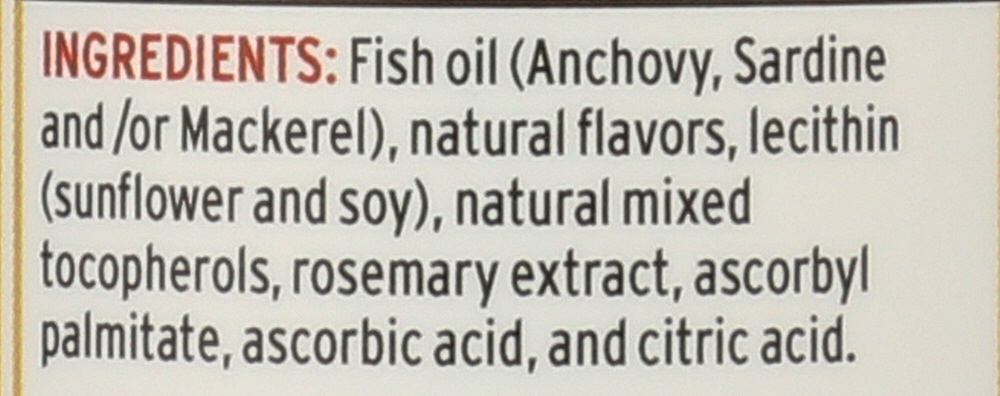 INGREDIENTS: Fish oil (Anchovy, Sardine
and /or Mackerel), natural flavors, lecithin
(sunflower and soy), natural mixed
tocopherols, rosemary extract, ascorbyl
palmitate, ascorbic acid, and citric acid.